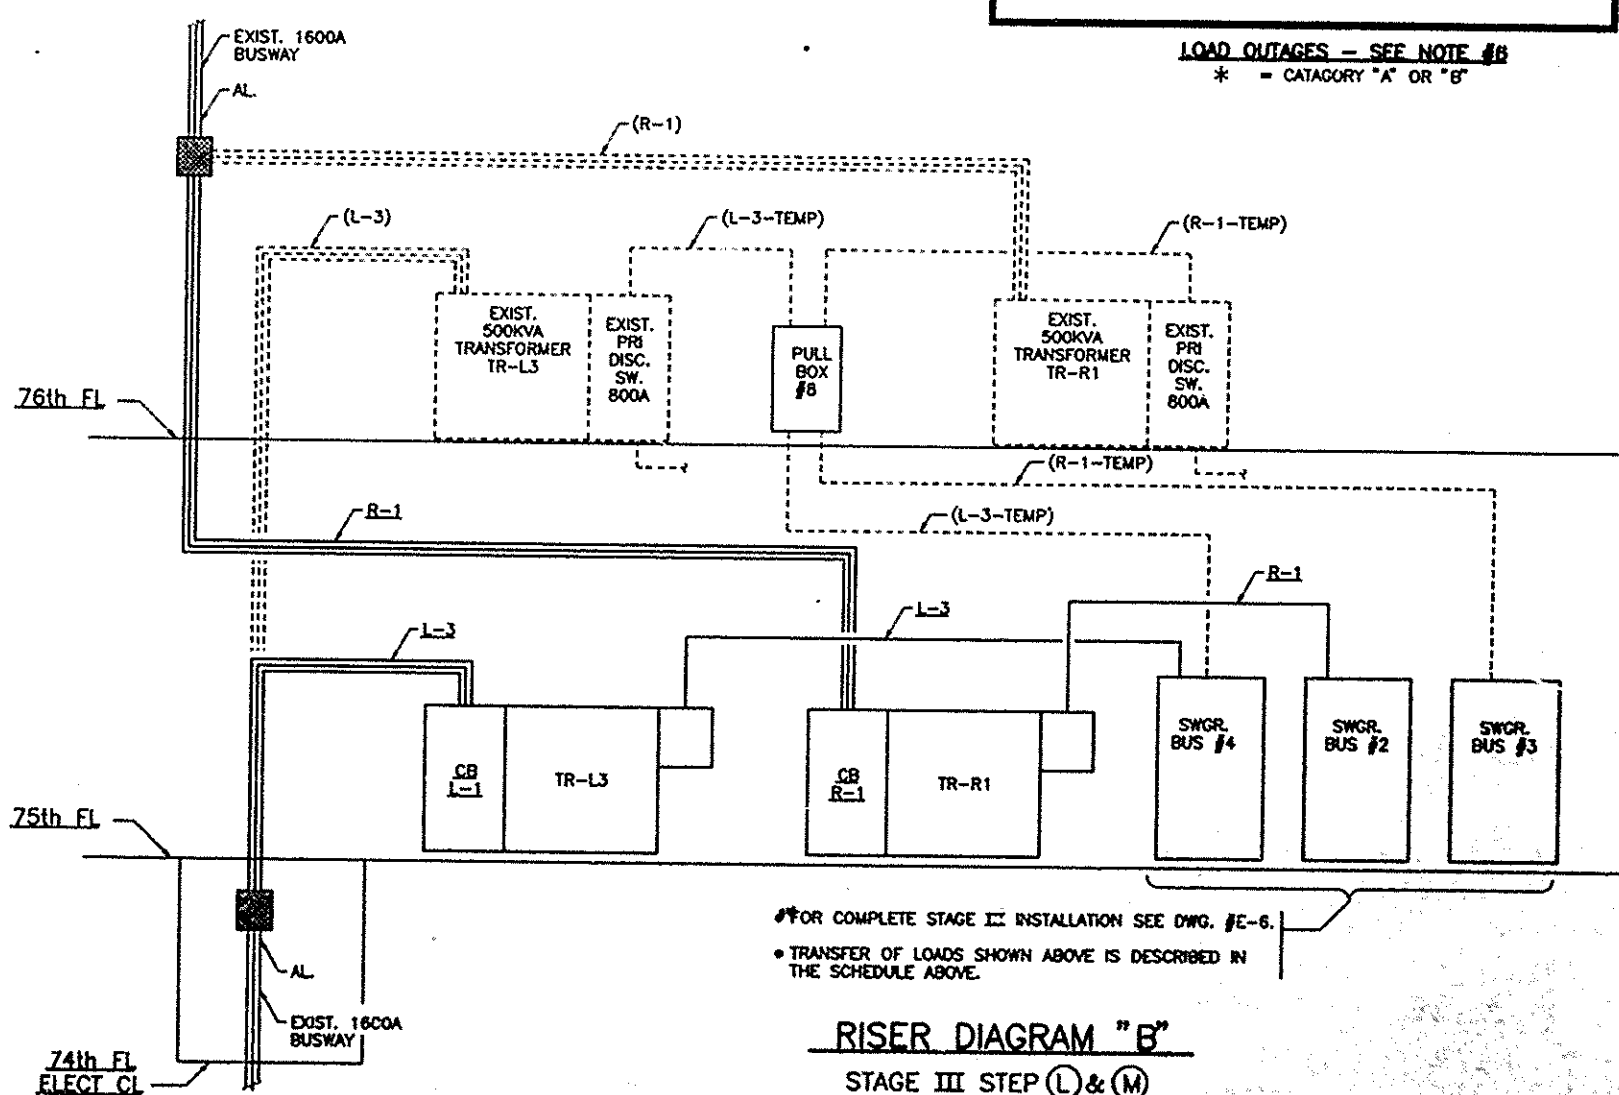 LOAD OUTAGES – SEE NOTE #6
* = CATAGORY "A" OR "B"
EXIST. 1600A
BUSWAY
AL.
(R-1)
(L-3)
(L-3-TEMP)
(R-1-TEMP)
EXIST.
500KVA
TRANSFORMER
TR-L3
EXIST.
PRI
DISC.
SW.
800A
PULL
BOX
#8
EXIST.
500KVA
TRANSFORMER
TR-R1
EXIST.
PRI
DISC.
SW.
800A
76th FL
(R-1-TEMP)
(L-3-TEMP)
R-1
R-1
L-3
L-3
CB
L-1
TR-L3
CB
R-1
TR-R1
SWGR.
BUS #4
SWGR.
BUS #2
SWGR.
BUS #3
75th FL
FOR COMPLETE STAGE III INSTALLATION SEE DWG. #E-6.
• TRANSFER OF LOADS SHOWN ABOVE IS DESCRIBED IN
THE SCHEDULE ABOVE.
AL.
EXIST. 1600A
BUSWAY
74th FL
ELECT CL
RISER DIAGRAM "B"
STAGE III STEP L & M